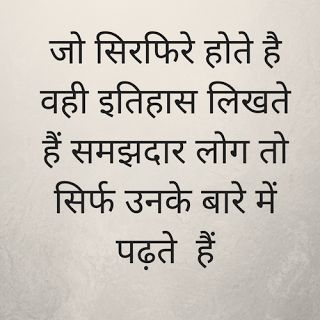 जो सिरफिरे होते है
वही इतिहास लिखते
हैं समझदार लोग तो
सिर्फ उनके बारे में
पढ़ते हैं